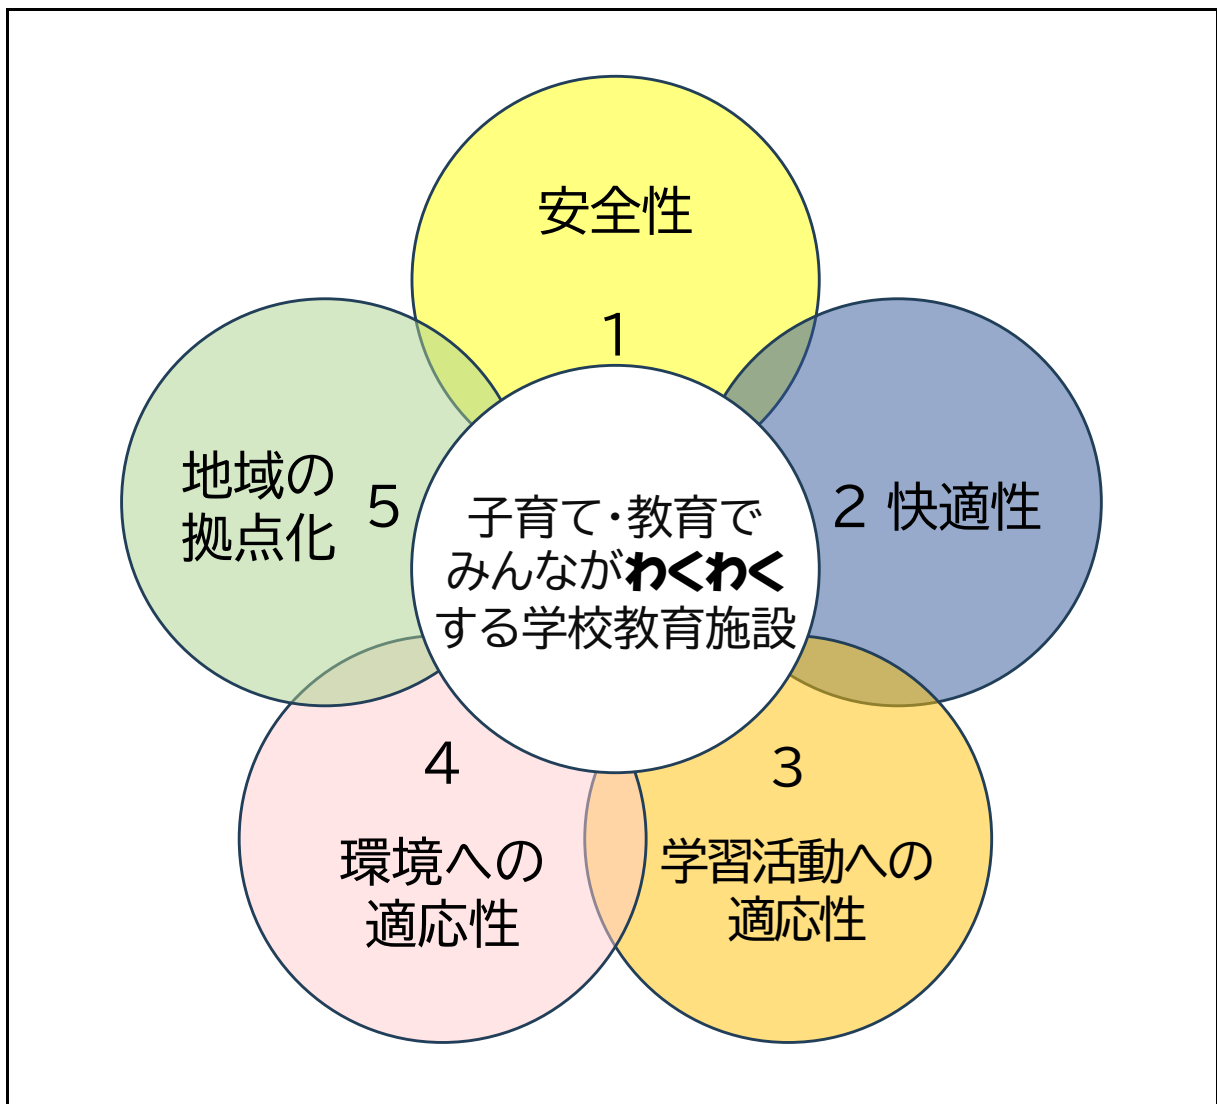 安全性
1
2 快適性
3
学習活動への
適応性
4
環境への
適応性
地域の
拠点化
5
子育て・教育で
みんながわくわく
する学校教育施設